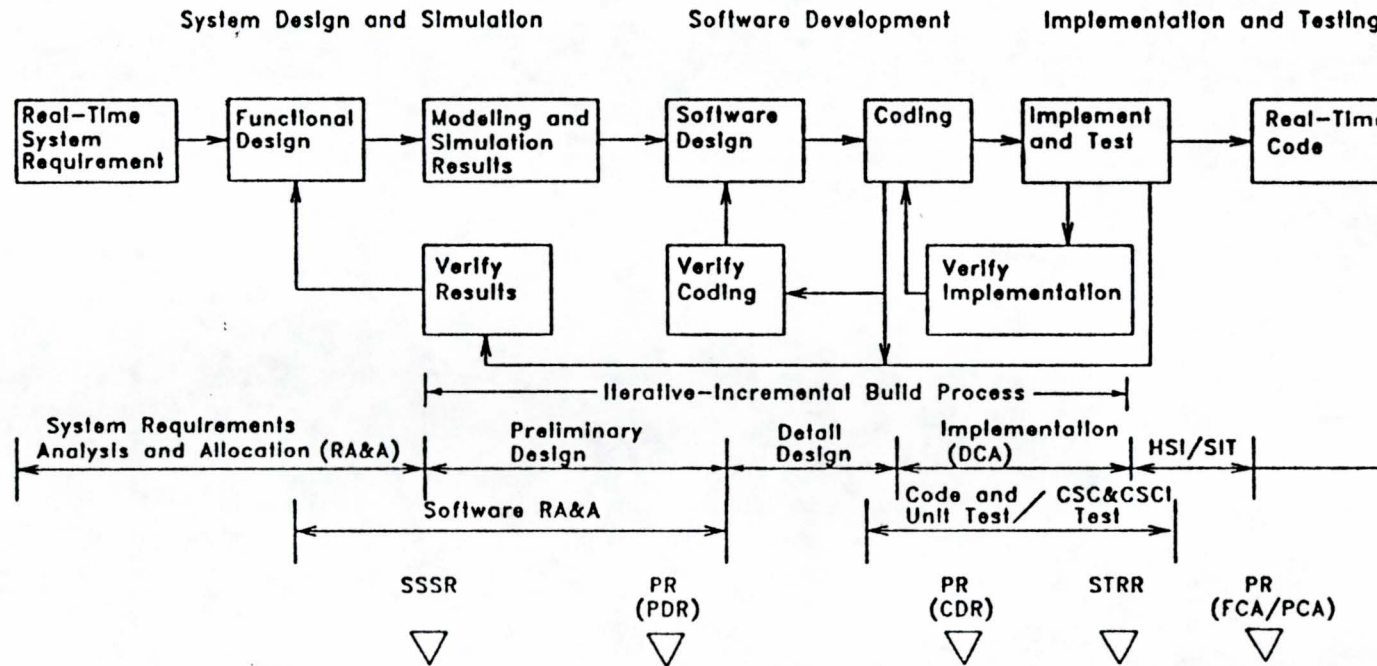 System Design and Simulation
Software Development
Implementation and Testing
Real-Time
System
Requirement
Functional
Design
Modeling and
Simulation
Results
Software
Design
Coding
Implement
and Test
Real-Time
Code
Verify
Results
Verify
Coding
Verify
Implementation
Iterative-Incremental Build Process
System Requirements
Analysis and Allocation (RA&A)
Preliminary
Design
Detail
Design
Implementation
(DCA)
HSI/SIT
Software RA&A
Code and
Unit Test / CSC&CSCI
Test
SSSR
PR
(PDR)
PR
(CDR)
STRR
PR
(FCA/PCA)